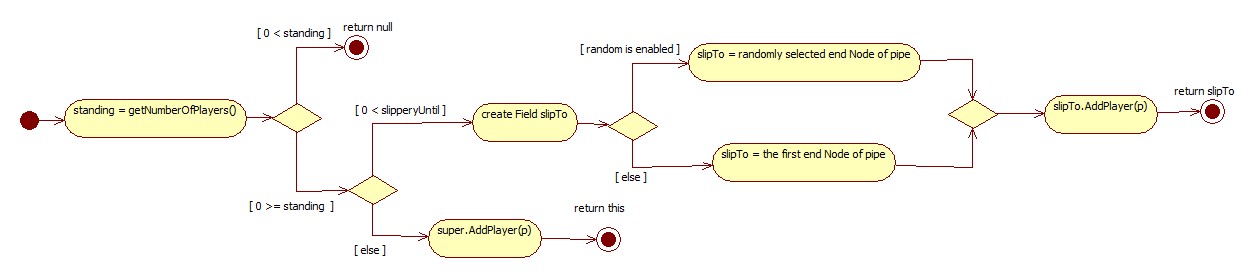 standing = getNumberOfPlayers()
[ 0 < standing ]
return null
[ 0 >= standing  ]
[ 0 < slipperyUntil ]
create Field slipTo
[ random is enabled ]
slipTo = randomly selected end Node of pipe
[ else ]
slipTo = the first end Node of pipe
slipTo.AddPlayer(p)
return slipTo
[ else ]
super.AddPlayer(p)
return this